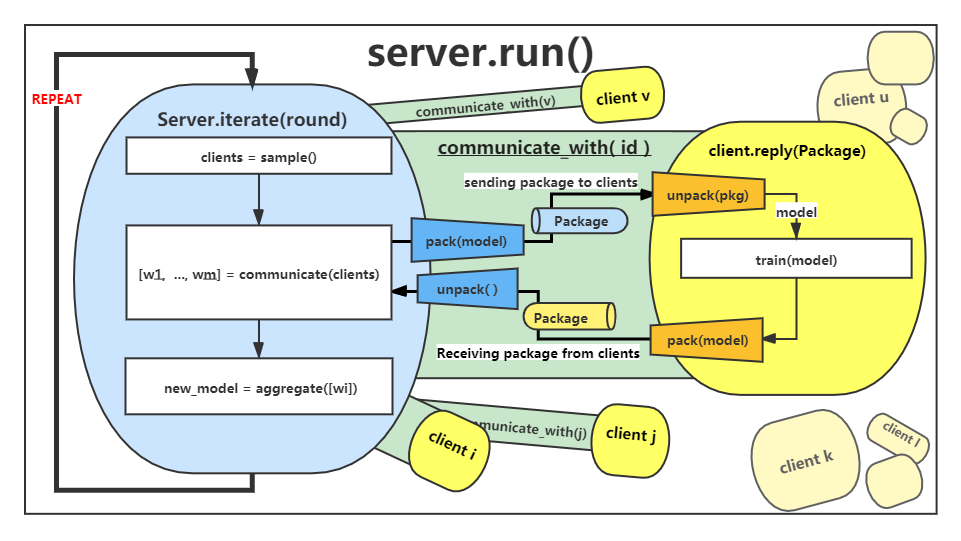 server.run()
REPEAT
Server.iterate(round)
clients = sample()
[w1, ..., wm] = communicate(clients)
new_model = aggregate([wi])
communicate_with(v)
client v
client u
communicate_with( id )
sending package to clients
pack(model)
Package
unpack( )
Package
Receiving package from clients
client.reply(Package)
unpack(pkg)
model
train(model)
pack(model)
client i
municate_with(j)
client j
client k
client l